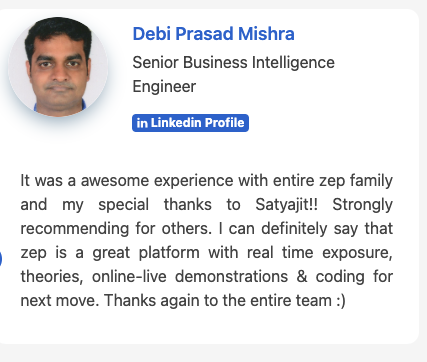 Debi Prasad Mishra
Senior Business Intelligence
Engineer
in Linkedin Profile
It was a awesome experience with entire zep family
and my special thanks to Satyajit!! Strongly
recommending for others. I can definitely say that
zep is a great platform with real time exposure,
theories, online-live demonstrations & coding for
next move. Thanks again to the entire team :)